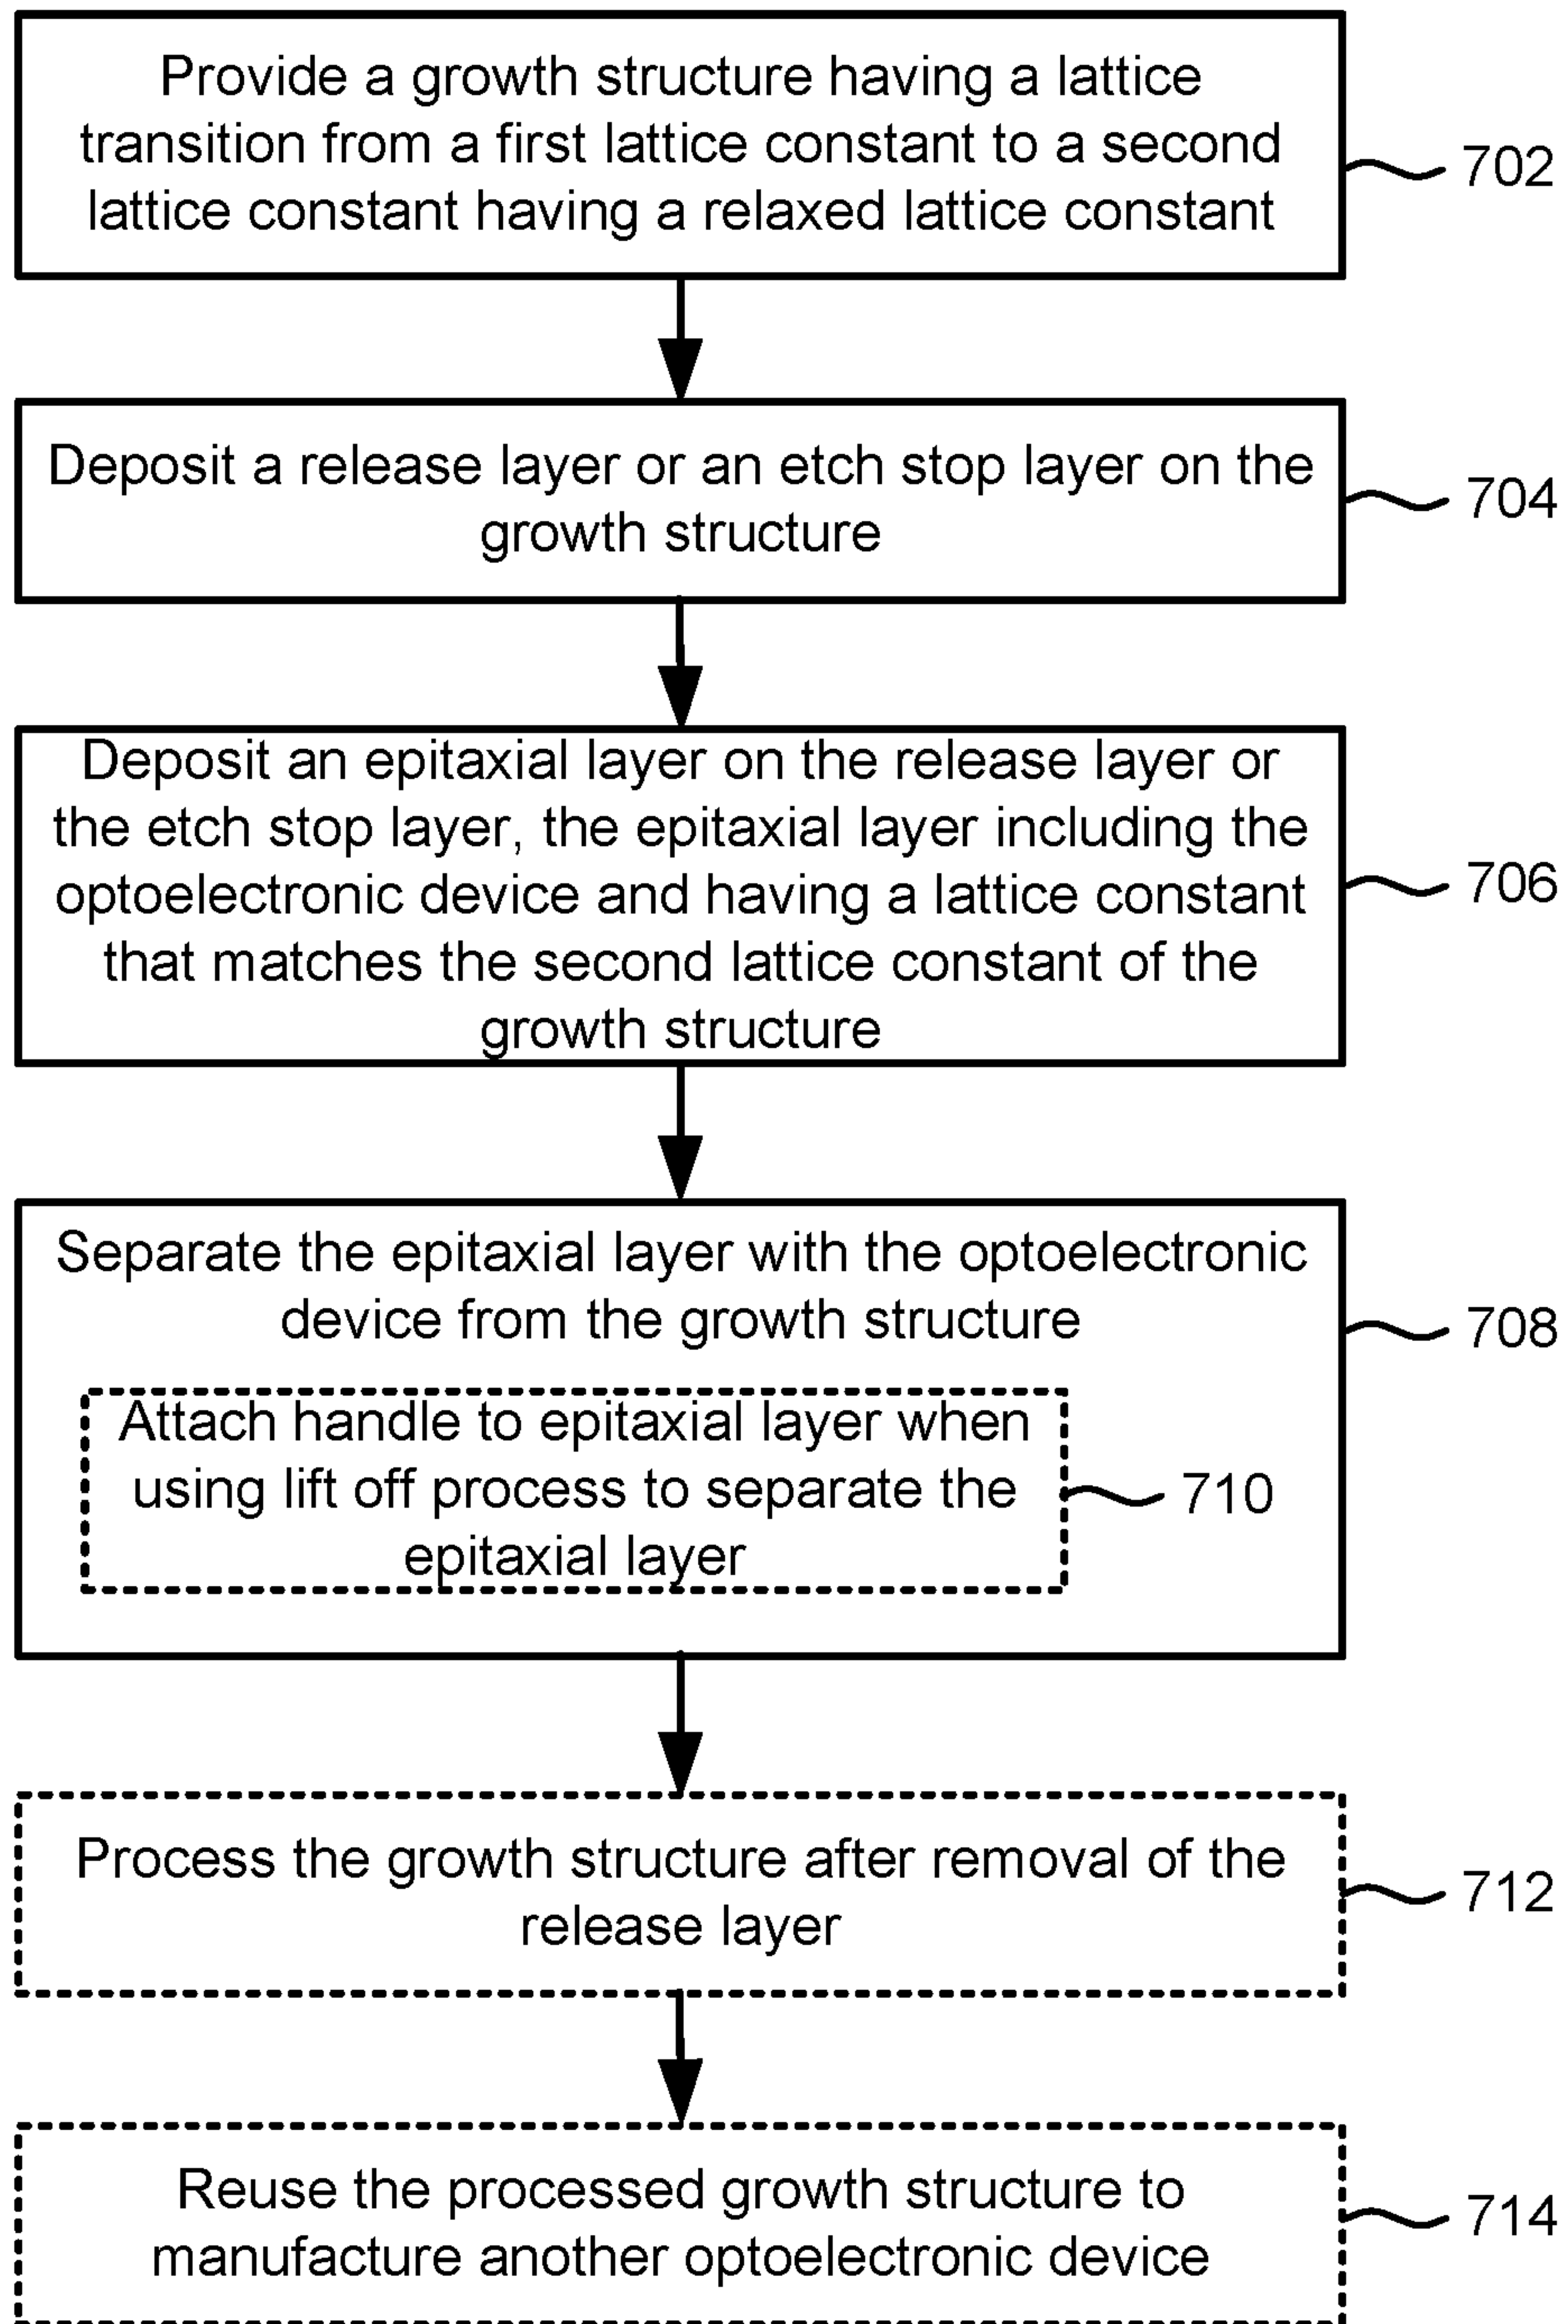 Provide a growth structure having a lattice
transition from a first lattice constant to a second
lattice constant having a relaxed lattice constant
702
Deposit a release layer or an etch stop layer on the
growth structure
704
Deposit an epitaxial layer on the release layer or
the etch stop layer, the epitaxial layer including the
optoelectronic device and having a lattice constant
that matches the second lattice constant of the
growth structure
706
Separate the epitaxial layer with the optoelectronic
device from the growth structure
708
Attach handle to epitaxial layer when
using lift off process to separate the
epitaxial layer
710
Process the growth structure after removal of the
release layer
712
Reuse the processed growth structure to
manufacture another optoelectronic device
714